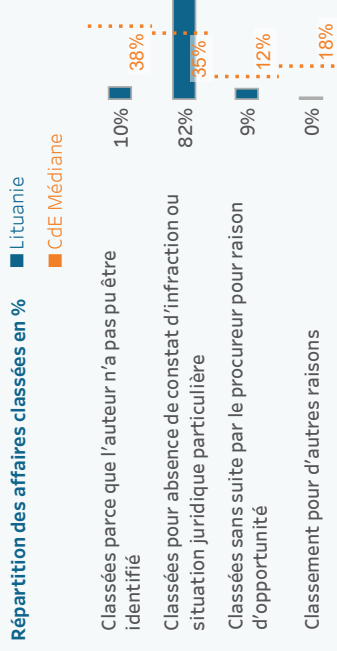 Répartition des affaires classées en %
Lituanie
CdE Médiane
Classées parce que l'auteur n'a pas pu être
identifié
10%
38%
Classées pour absence de constat d'infraction ou
situation juridique particulière
82%
35%
Classées sans suite par le procureur pour raison
d'opportunité
9%
12%
Classement pour d'autres raisons
0%
18%